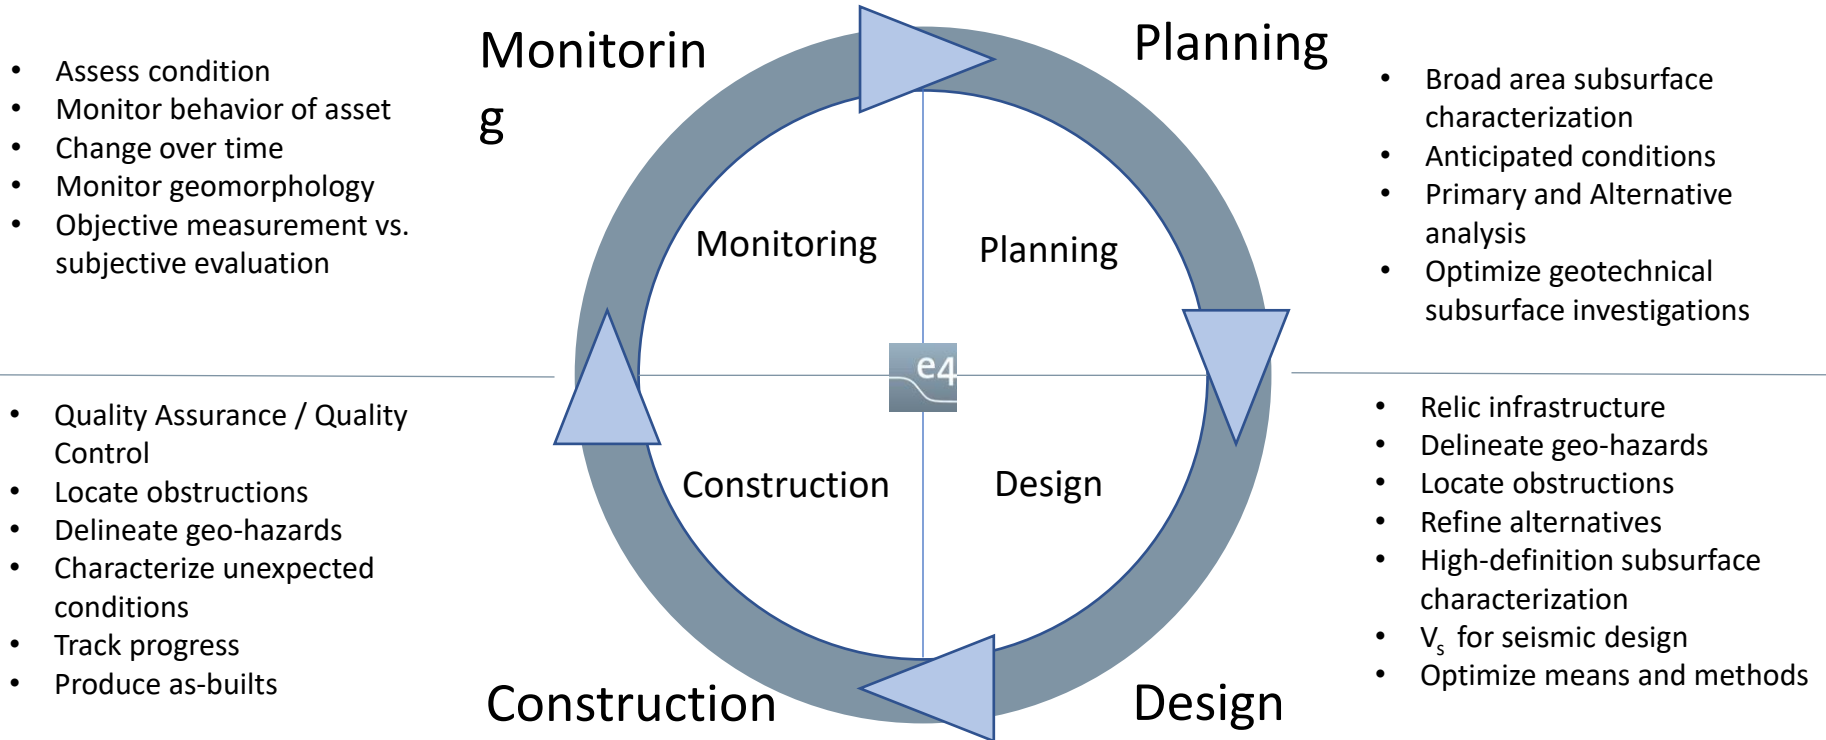 Monitorin
g
• Assess condition
• Monitor behavior of asset
• Change over time
• Monitor geomorphology
• Objective measurement vs.
subjective evaluation
Planning
• Broad area subsurface
characterization
• Anticipated conditions
• Primary and Alternative
analysis
• Optimize geotechnical
subsurface investigations
Monitoring
Planning
e4
Construction
Design
• Quality Assurance / Quality
Control
• Locate obstructions
• Delineate geo-hazards
• Characterize unexpected
conditions
• Track progress
• Produce as-builts
Construction
• Relic infrastructure
• Delineate geo-hazards
• Locate obstructions
• Refine alternatives
• High-definition subsurface
characterization
• Vs for seismic design
• Optimize means and methods
Design